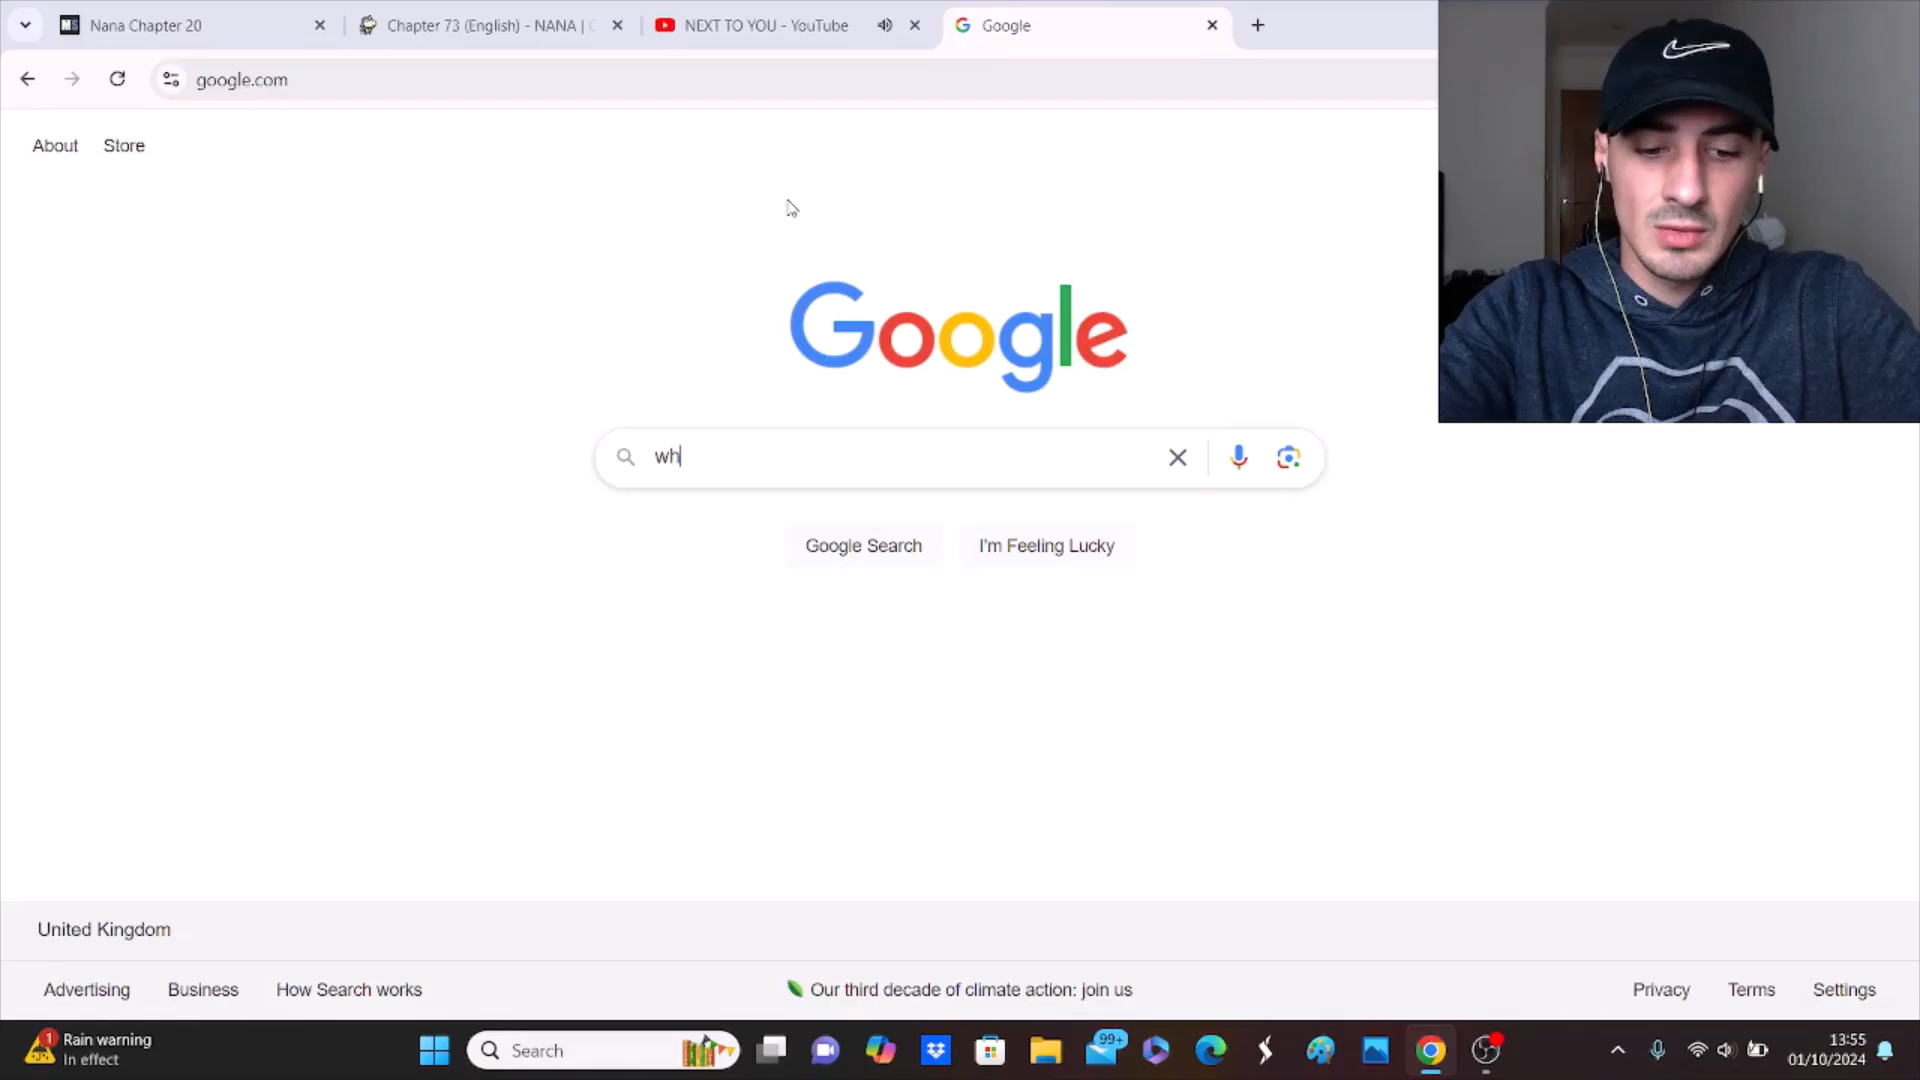 Nana Chapter 20
Chapter 73 (English) - NANA |
NEXT TO YOU - YouTube
Google
google.com
About
Store
Google
wh
Google Search
I'm Feeling Lucky
United Kingdom
Advertising
Business
How Search works
Our third decade of climate action: join us
Privacy
Terms
Settings
1
Rain warning
In effect
Search
99+
13:55
01/10/2024